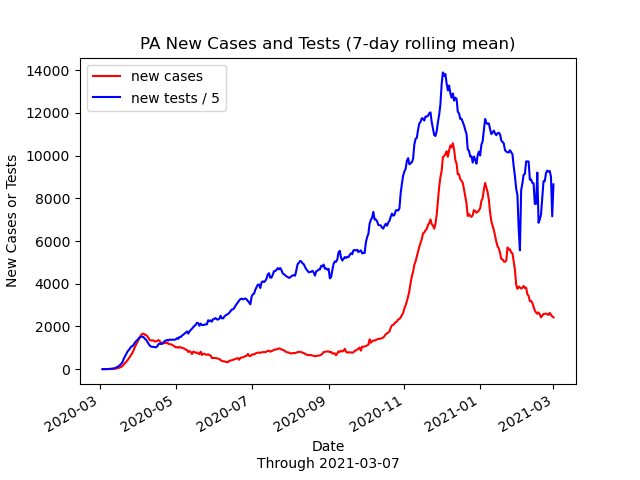 PA New Cases and Tests (7-day rolling mean)
new cases
new tests / 5
New Cases or Tests
14000
12000
10000
8000
6000
4000
2000
0
2020-03
2020-05
2020-07
2020-09
2020-11
2021-01
2021-03
Date
Through 2021-03-07